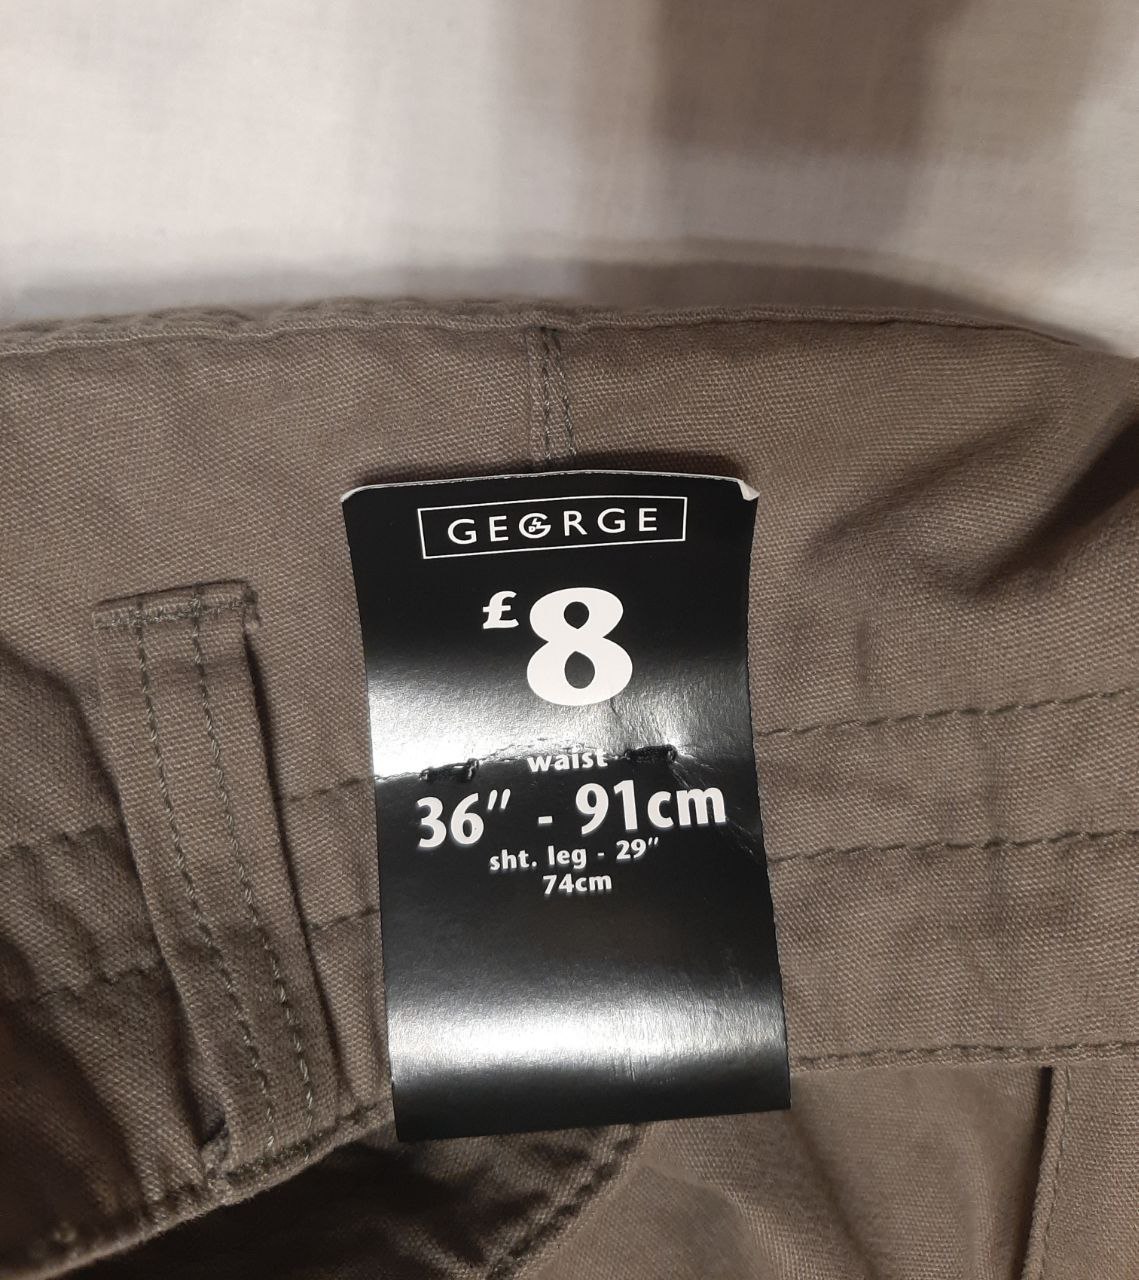 GEORGE
£8
waist
36" - 91cm
sht. leg - 29"
74cm